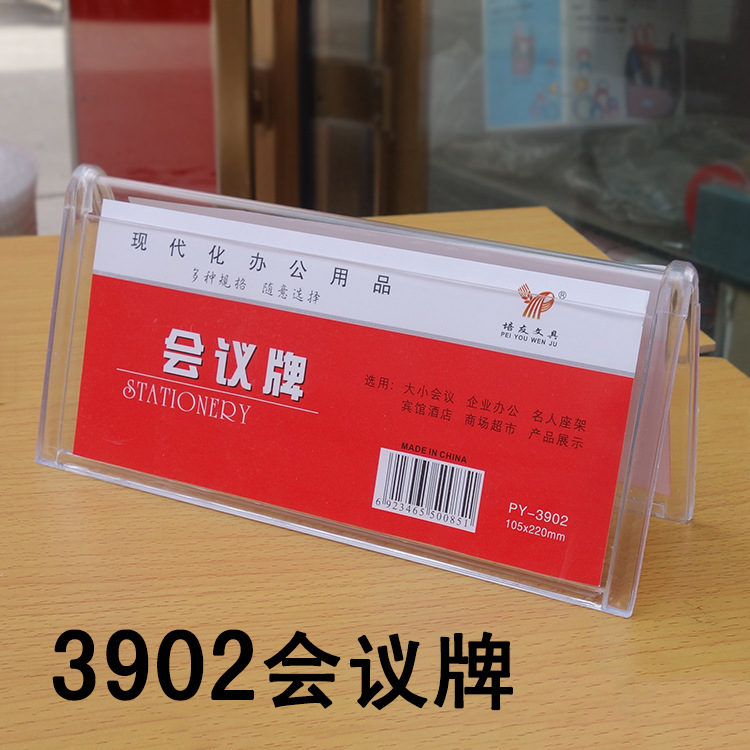 现代化办公用品
多种规格 随意选择
®
培友文具
PEI YOU WEN JU
会议牌
STATIONERY
选用：大小会议 企业办公 名人座架
宾馆酒店 商场超市 产品展示
MADE IN CHINA
6 923465 500851
PY-3902
105x220mm
3902会议牌